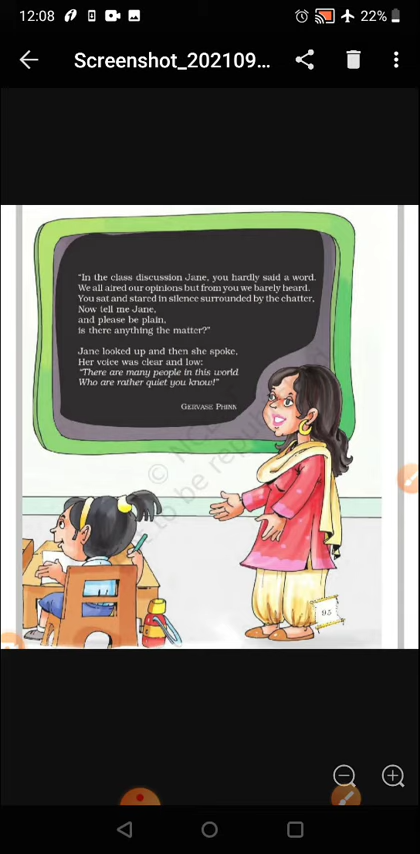 12:08
22%
Screenshot_202109...
"In the class discussion Jane, you hardly said a word.
We all aired our opinions but from you we barely heard.
You sat and stared in silence surrounded by the chatter,
Now tell me Jane,
and please be plain,
is there anything the matter?"
Jane looked up and then she spoke,
Her voice was clear and low:
"There are many people in this world
Who are rather quiet you know!"
GERVASE PHINN
© NCERT
to be republished
95